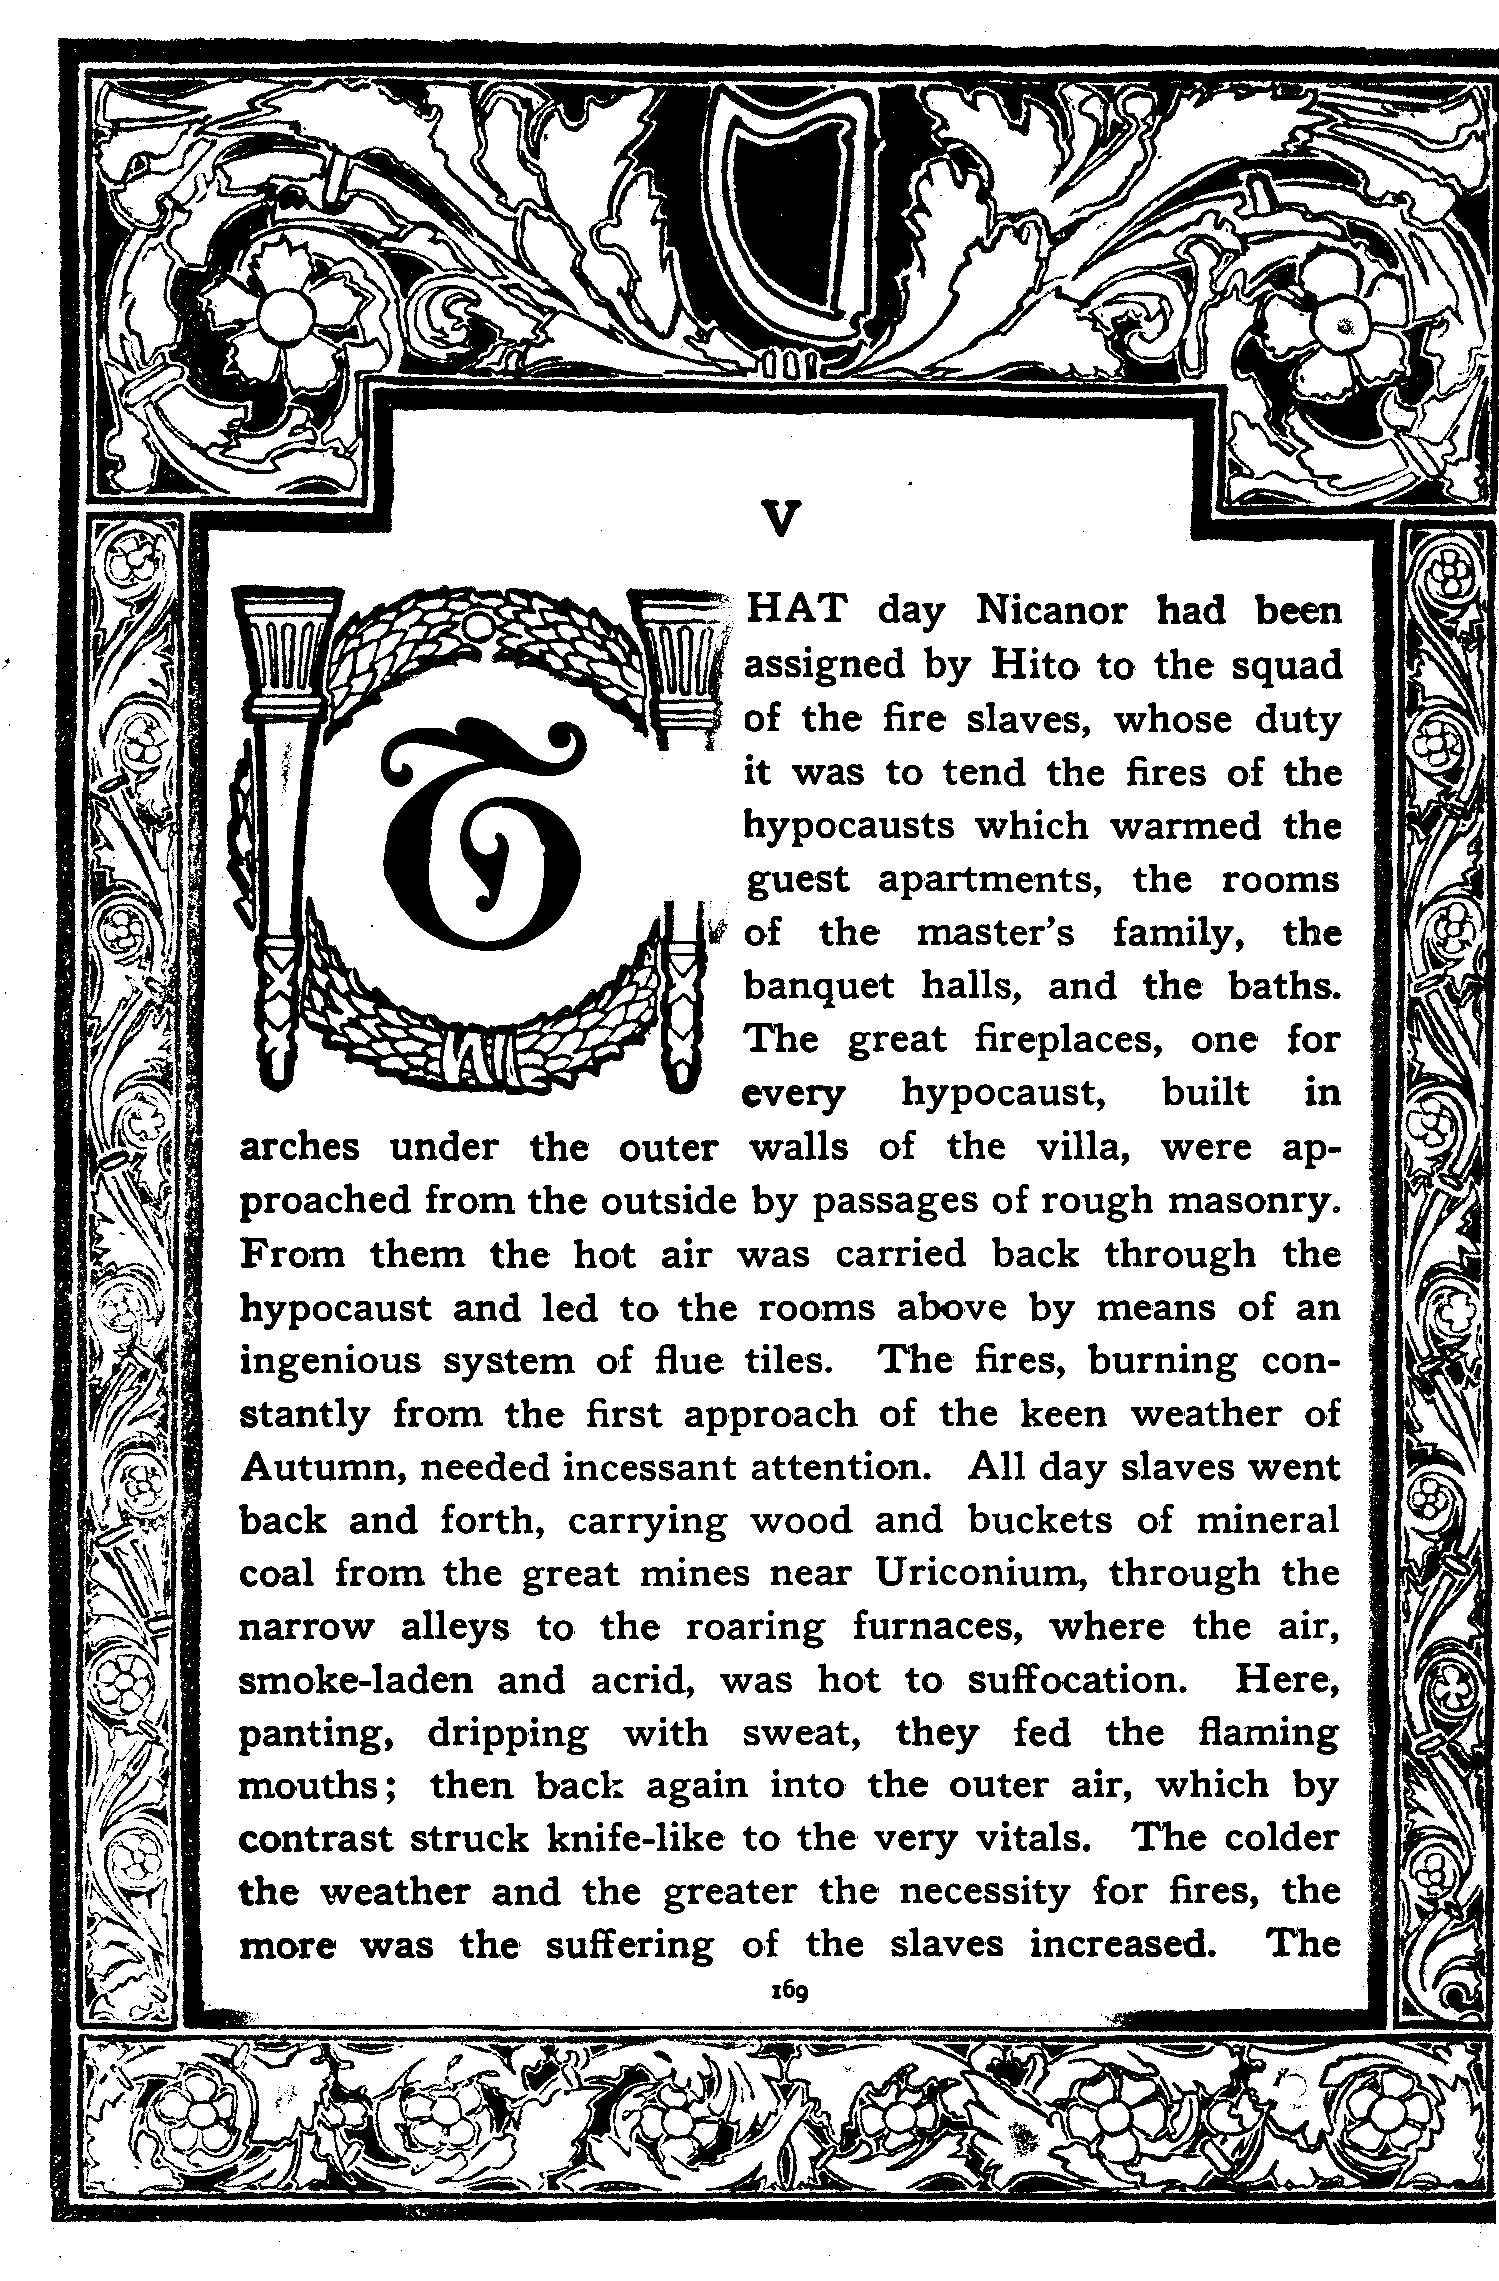 V
THAT day Nicanor had been
assigned by Hito to the squad
of the fire slaves, whose duty
it was to tend the fires of the
hypocausts which warmed the
guest apartments, the rooms
of the master's family, the
banquet halls, and the baths.
The great fireplaces, one for
every hypocaust, built in
arches under the outer walls of the villa, were ap-
proached from the outside by passages of rough masonry.
From them the hot air was carried back through the
hypocaust and led to the rooms above by means of an
ingenious system of flue tiles. The fires, burning con-
stantly from the first approach of the keen weather of
Autumn, needed incessant attention. All day slaves went
back and forth, carrying wood and buckets of mineral
coal from the great mines near Uriconium, through the
narrow alleys to the roaring furnaces, where the air,
smoke-laden and acrid, was hot to suffocation. Here,
panting, dripping with sweat, they fed the flaming
mouths; then back again into the outer air, which by
contrast struck knife-like to the very vitals. The colder
the weather and the greater the necessity for fires, the
more was the suffering of the slaves increased. The
169